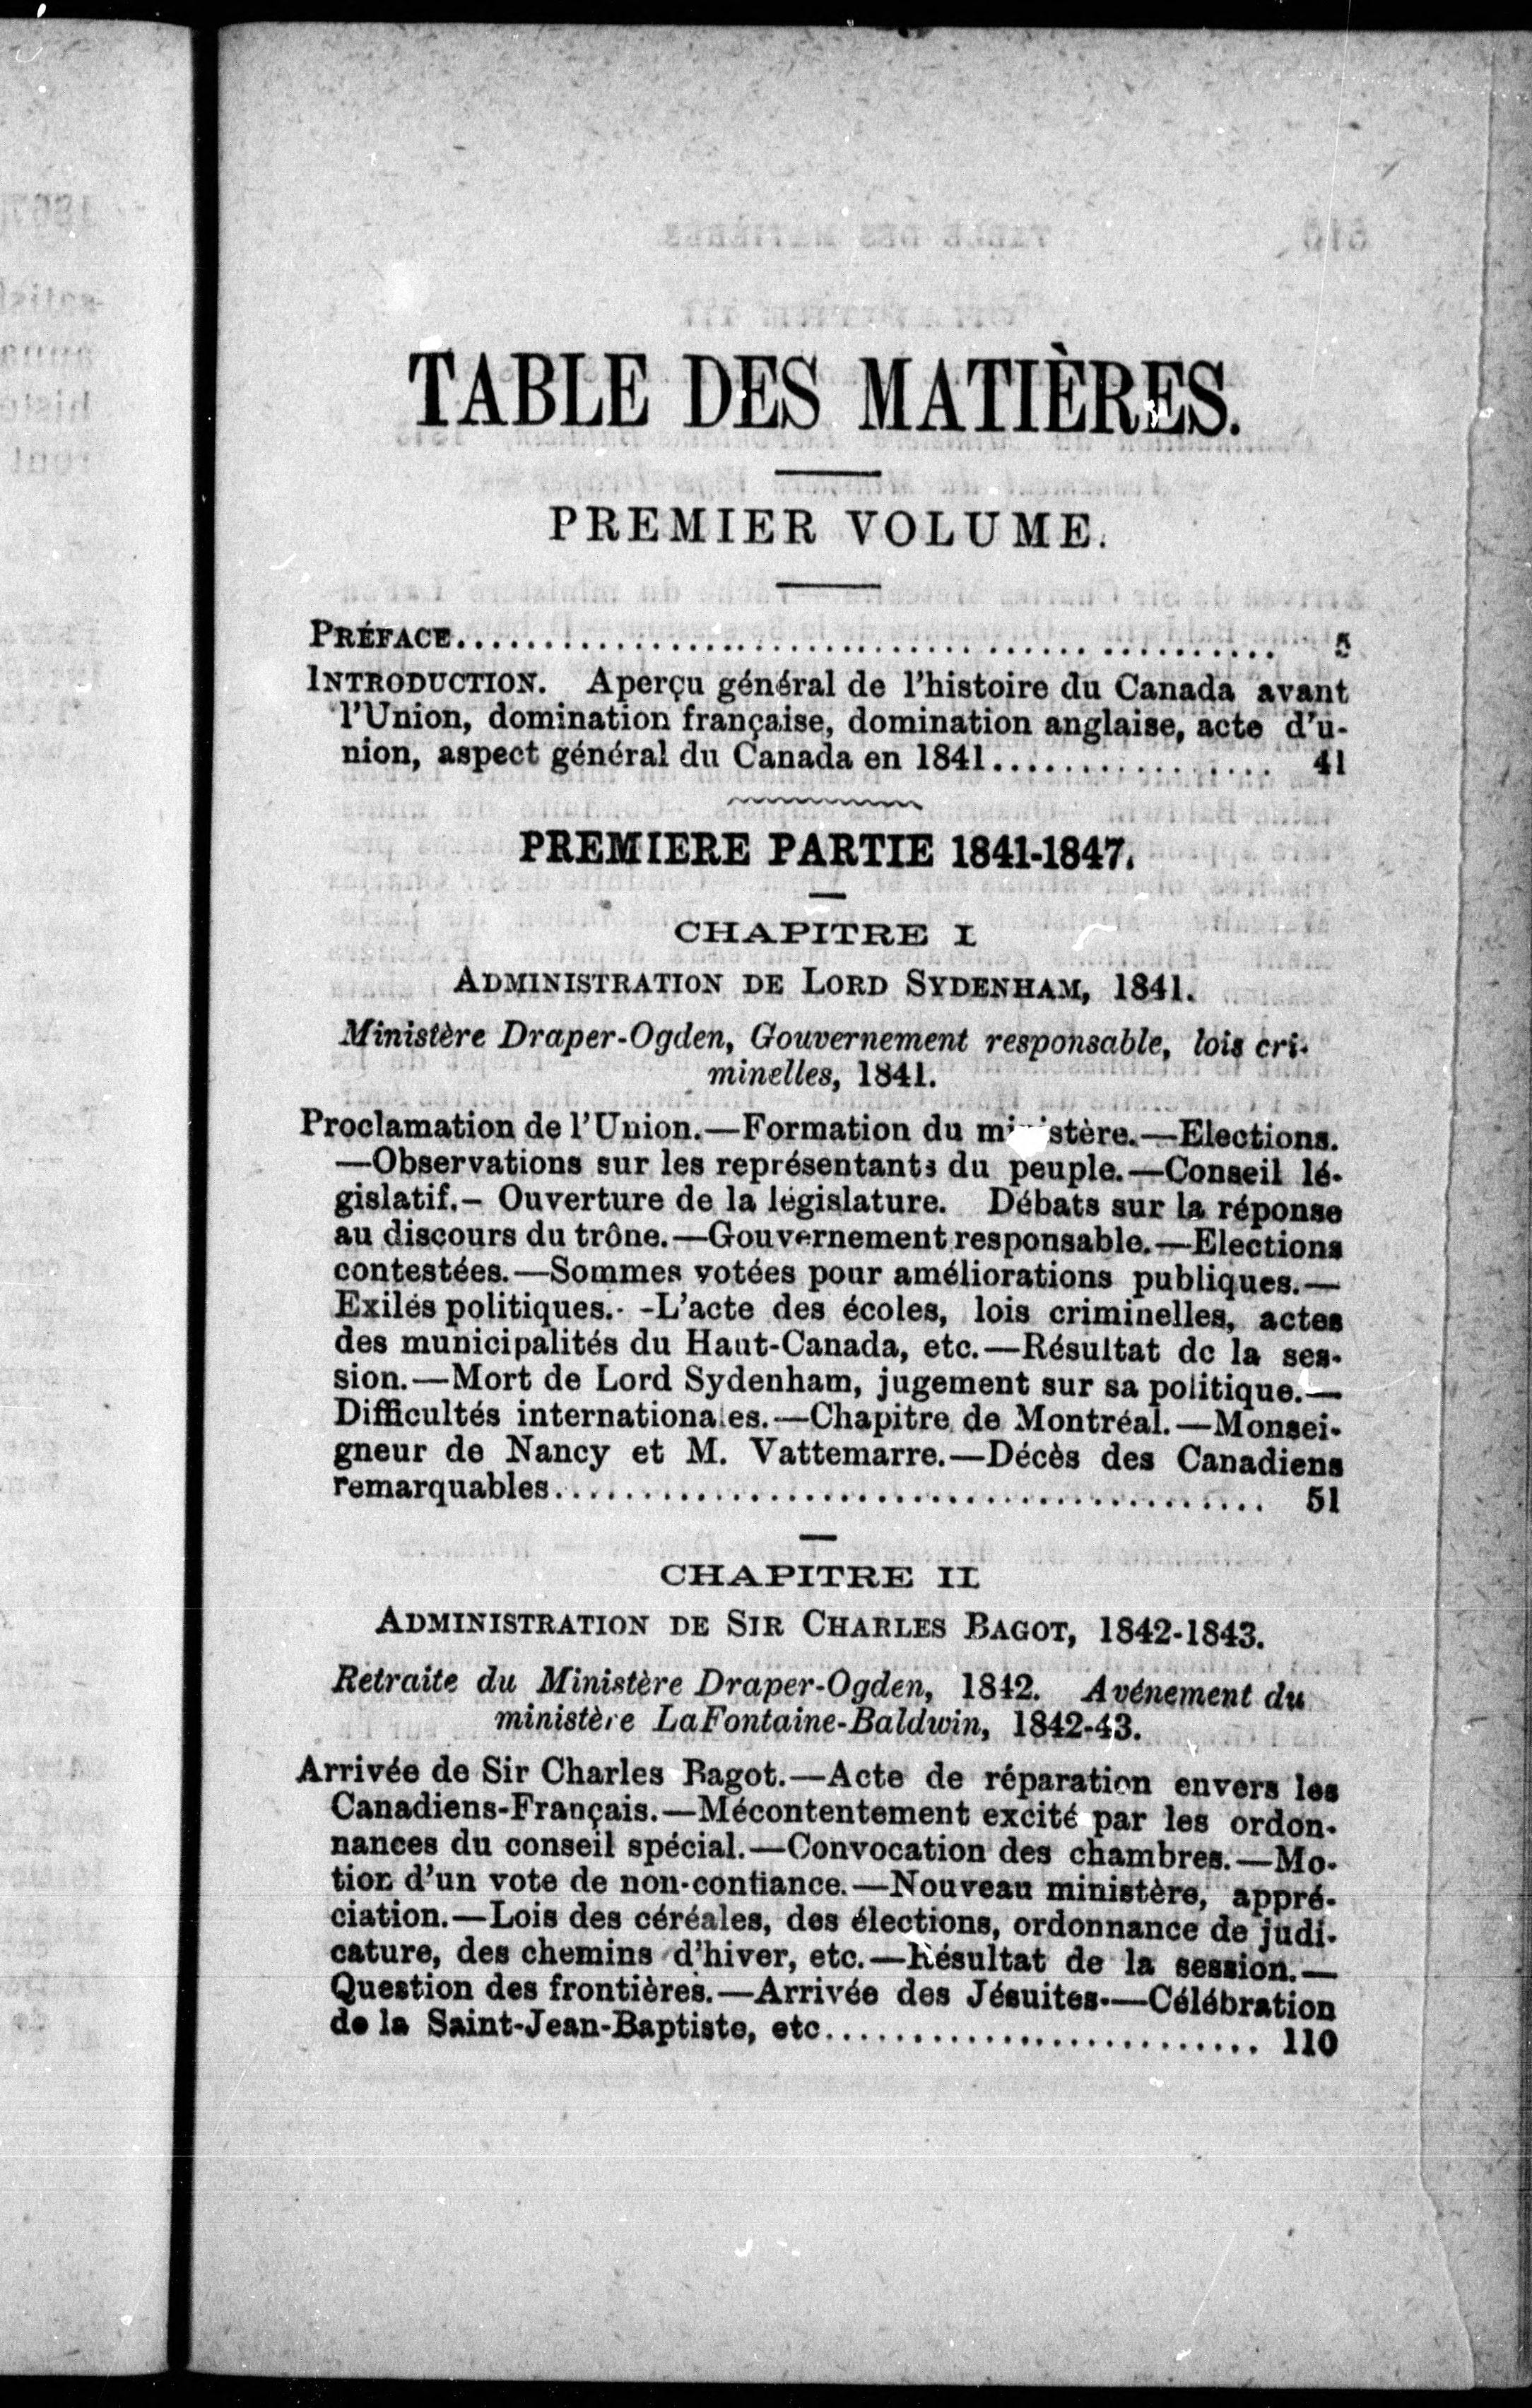 TABLE DES MATIÈRES.
PREMIER VOLUME.
PRÉFACE........................................................ 5
INTRODUCTION. Aperçu général de l'histoire du Canada avant
l'Union, domination française, domination anglaise, acte d'u-
nion, aspect général du Canada en 1841................ 41
PREMIERE PARTIE 1841-1847.
CHAPITRE I
ADMINISTRATION DE LORD SYDENHAM, 1841.
Ministère Draper-Ogden, Gouvernement responsable, lois cri-
minelles, 1841.
Proclamation de l'Union.—Formation du ministère.—Elections.
—Observations sur les représentants du peuple.—Conseil lé-
gislatif.— Ouverture de la législature. Débats sur la réponse
au discours du trône.—Gouvernement responsable.—Elections
contestées.—Sommes votées pour améliorations publiques.—
Exilés politiques.--L'acte des écoles, lois criminelles, actes
des municipalités du Haut-Canada, etc.—Résultat de la ses-
sion.—Mort de Lord Sydenham, jugement sur sa politique.—
Difficultés internationales.—Chapitre de Montréal.—Monsei-
gneur de Nancy et M. Vattemarre.—Décès des Canadiens
remarquables......................................... 51
CHAPITRE II
ADMINISTRATION DE SIR CHARLES BAGOT, 1842-1843.
Retraite du Ministère Draper-Ogden, 1842. Avénement du
ministère LaFontaine-Baldwin, 1842-43.
Arrivée de Sir Charles Bagot.—Acte de réparation envers les
Canadiens-Français.—Mécontentement excité par les ordon-
nances du conseil spécial.—Convocation des chambres.—Mo-
tion d'un vote de non-confiance.—Nouveau ministère, appré-
ciation.—Lois des céréales, des élections, ordonnance de judi-
cature, des chemins d'hiver, etc.—Résultat de la session.—
Question des frontières.—Arrivée des Jésuites.—Célébration
de la Saint-Jean-Baptiste, etc......................... 110